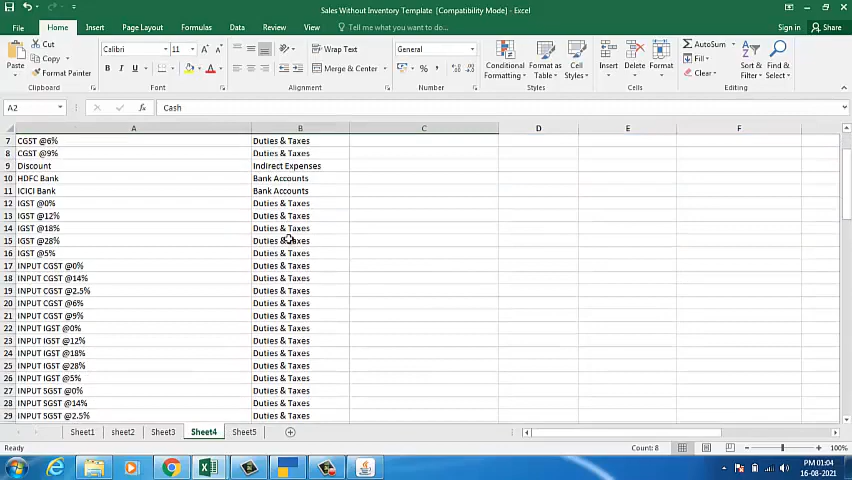 Sales Without Inventory Template [Compatibility Mode] - Excel
File Home Insert Page Layout Formulas Data Review View Tell me what you want to do... Sign in Share
Paste Cut Copy Format Painter Clipboard
Calibri 11 B I U Font
Wrap Text Merge & Center Alignment
General % Number
Conditional Formatting Format as Table Cell Styles Styles
Insert Delete Format Cells
AutoSum Fill Clear Sort & Filter Find & Select Editing
A2 fx Cash
A B C D E F
7 CGST @6% Duties & Taxes
8 CGST @9% Duties & Taxes
9 Discount Indirect Expenses
10 HDFC Bank Bank Accounts
11 ICICI Bank Bank Accounts
12 IGST @0% Duties & Taxes
13 IGST @12% Duties & Taxes
14 IGST @18% Duties & Taxes
15 IGST @28% Duties & Taxes
16 IGST @5% Duties & Taxes
17 INPUT CGST @0% Duties & Taxes
18 INPUT CGST @14% Duties & Taxes
19 INPUT CGST @2.5% Duties & Taxes
20 INPUT CGST @6% Duties & Taxes
21 INPUT CGST @9% Duties & Taxes
22 INPUT IGST @0% Duties & Taxes
23 INPUT IGST @12% Duties & Taxes
24 INPUT IGST @18% Duties & Taxes
25 INPUT IGST @28% Duties & Taxes
26 INPUT IGST @5% Duties & Taxes
27 INPUT SGST @0% Duties & Taxes
28 INPUT SGST @14% Duties & Taxes
29 INPUT SGST @2.5% Duties & Taxes
Sheet1 sheet2 Sheet3 Sheet4 Sheet5
Ready Count: 8 100%
PM 01:04
16-08-2021